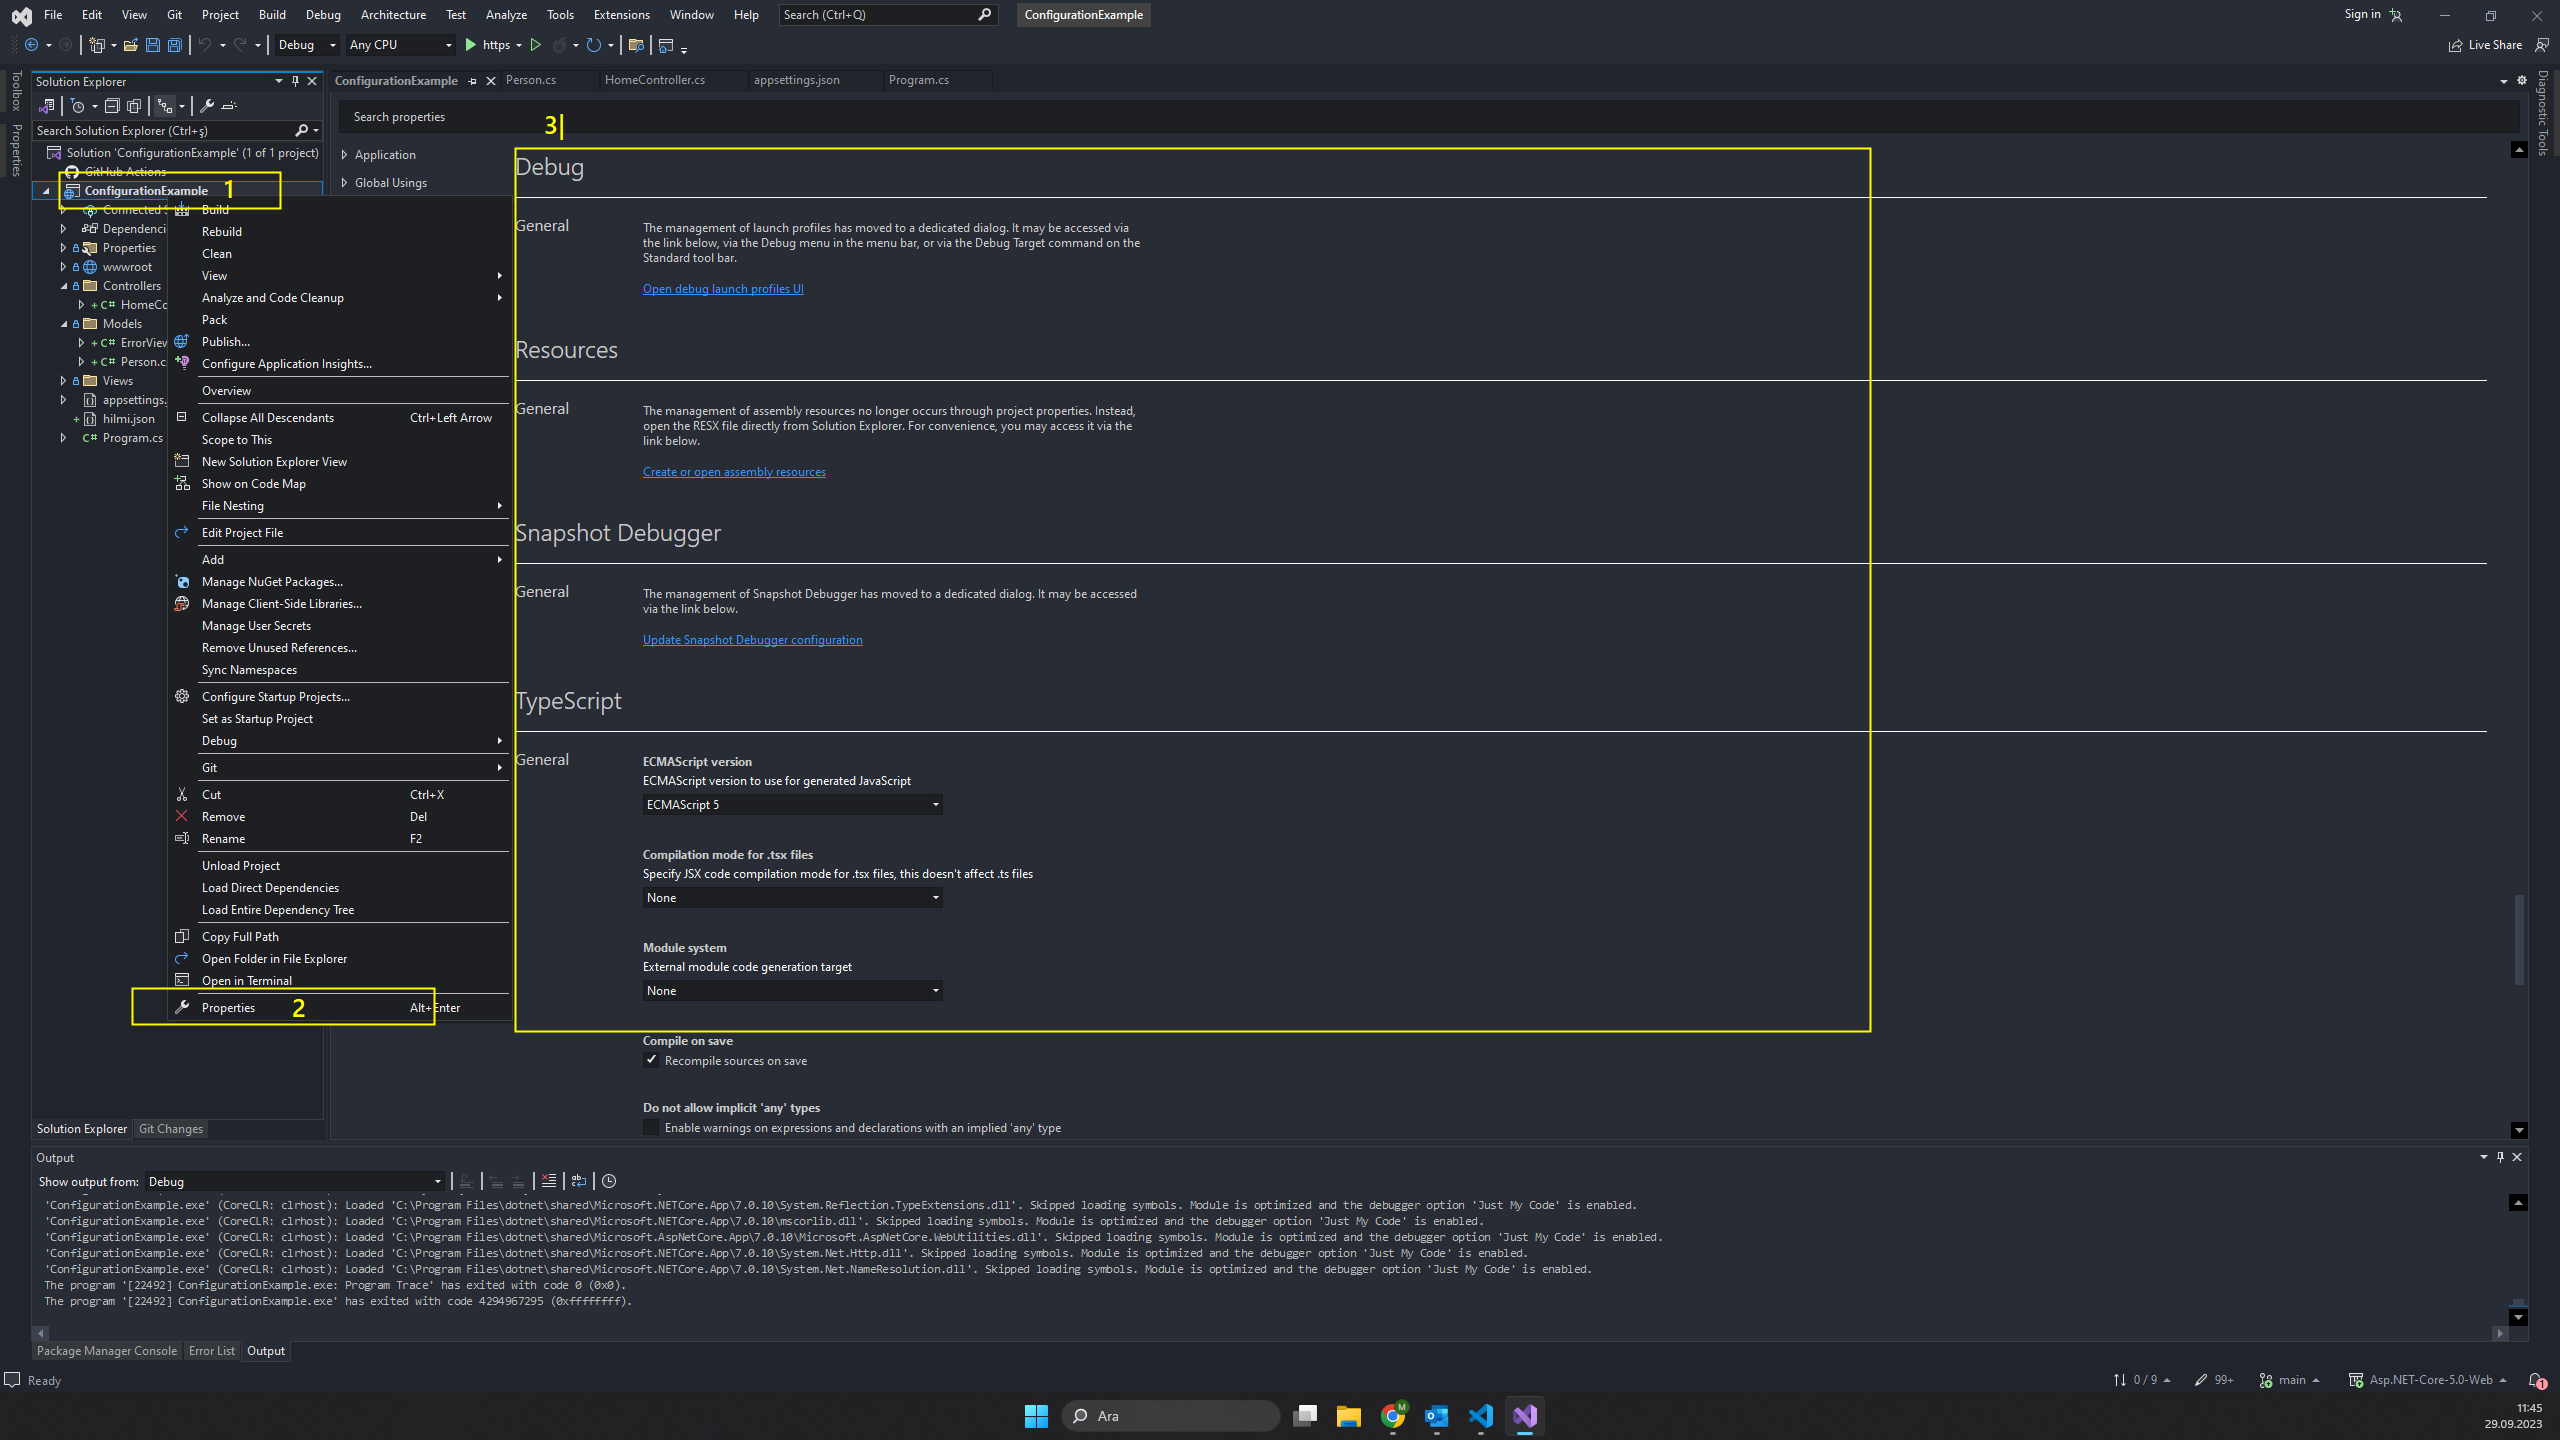 File Edit View Git Project Build Debug Architecture Test Analyze Tools Extensions Window Help Search (Ctrl+Q) ConfigurationExample Sign in
Debug Any CPU https Live Share
Toolbox
Properties
Solution Explorer
Search Solution Explorer (Ctrl+ş)
Solution 'ConfigurationExample' (1 of 1 project)
GitHub Actions
ConfigurationExample 1
Connected
Dependenci
Properties
wwwroot
Controllers
C# HomeCo
Models
C# ErrorView
C# Person.c
Views
appsettings.
hilmi.json
C# Program.cs
Build
Rebuild
Clean
View
Analyze and Code Cleanup
Pack
Publish...
Configure Application Insights...
Overview
Collapse All Descendants Ctrl+Left Arrow
Scope to This
New Solution Explorer View
Show on Code Map
File Nesting
Edit Project File
Add
Manage NuGet Packages...
Manage Client-Side Libraries...
Manage User Secrets
Remove Unused References...
Sync Namespaces
Configure Startup Projects...
Set as Startup Project
Debug
Git
Cut Ctrl+X
Remove Del
Rename F2
Unload Project
Load Direct Dependencies
Load Entire Dependency Tree
Copy Full Path
Open Folder in File Explorer
Open in Terminal
Properties 2 Alt+Enter
Solution Explorer Git Changes
ConfigurationExample Person.cs HomeController.cs appsettings.json Program.cs
Search properties
3
Application
Global Usings
Debug
General
The management of launch profiles has moved to a dedicated dialog. It may be accessed via
the link below, via the Debug menu in the menu bar, or via the Debug Target command on the
Standard tool bar.
Open debug launch profiles UI
Resources
General
The management of assembly resources no longer occurs through project properties. Instead,
open the RESX file directly from Solution Explorer. For convenience, you may access it via the
link below.
Create or open assembly resources
Snapshot Debugger
General
The management of Snapshot Debugger has moved to a dedicated dialog. It may be accessed
via the link below.
Update Snapshot Debugger configuration
TypeScript
General
ECMAScript version
ECMAScript version to use for generated JavaScript
ECMAScript 5
Compilation mode for .tsx files
Specify JSX code compilation mode for .tsx files, this doesn't affect .ts files
None
Module system
External module code generation target
None
Compile on save
Recompile sources on save
Do not allow implicit 'any' types
Enable warnings on expressions and declarations with an implied 'any' type
Diagnostic Tools
Output
Show output from: Debug
'ConfigurationExample.exe' (CoreCLR: clrhost): Loaded 'C:\Program Files\dotnet\shared\Microsoft.NETCore.App\7.0.10\System.Reflection.TypeExtensions.dll'. Skipped loading symbols. Module is optimized and the debugger option 'Just My Code' is enabled.
'ConfigurationExample.exe' (CoreCLR: clrhost): Loaded 'C:\Program Files\dotnet\shared\Microsoft.NETCore.App\7.0.10\mscorlib.dll'. Skipped loading symbols. Module is optimized and the debugger option 'Just My Code' is enabled.
'ConfigurationExample.exe' (CoreCLR: clrhost): Loaded 'C:\Program Files\dotnet\shared\Microsoft.AspNetCore.App\7.0.10\Microsoft.AspNetCore.WebUtilities.dll'. Skipped loading symbols. Module is optimized and the debugger option 'Just My Code' is enabled.
'ConfigurationExample.exe' (CoreCLR: clrhost): Loaded 'C:\Program Files\dotnet\shared\Microsoft.NETCore.App\7.0.10\System.Net.Http.dll'. Skipped loading symbols. Module is optimized and the debugger option 'Just My Code' is enabled.
'ConfigurationExample.exe' (CoreCLR: clrhost): Loaded 'C:\Program Files\dotnet\shared\Microsoft.NETCore.App\7.0.10\System.Net.NameResolution.dll'. Skipped loading symbols. Module is optimized and the debugger option 'Just My Code' is enabled.
The program '[22492] ConfigurationExample.exe: Program Trace' has exited with code 0 (0x0).
The program '[22492] ConfigurationExample.exe' has exited with code 4294967295 (0xffffffff).
Package Manager Console Error List Output
Ready 0 / 9 99+ main Asp.NET-Core-5.0-Web 1
Ara M
11:45
29.09.2023